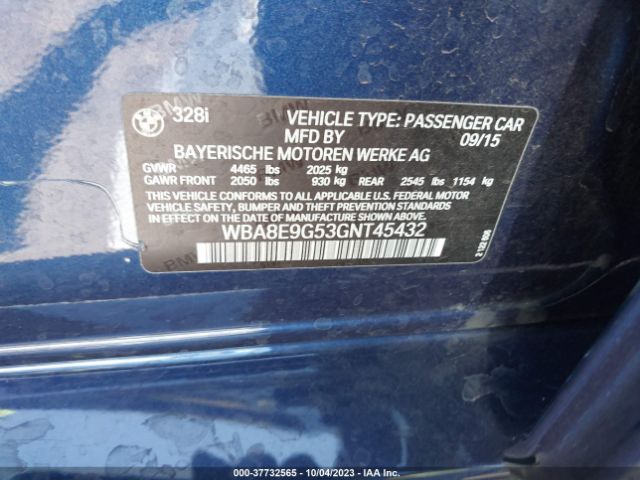 BMW 328i VEHICLE TYPE: PASSENGER CAR
MFD BY 09/15
BAYERISCHE MOTOREN WERKE AG
GVWR 4465 lbs 2025 kg
GAWR FRONT 2050 lbs 930 kg REAR 2545 lbs 1154 kg
THIS VEHICLE CONFORMS TO ALL APPLICABLE U.S. FEDERAL MOTOR
VEHICLE SAFETY, BUMPER AND THEFT PREVENTION STANDARDS IN
EFFECT ON THE DATE OF MANUFACTURE SHOWN ABOVE.
WBA8E9G53GNT45432
000-37732565 - 10/04/2023 - IAA Inc.